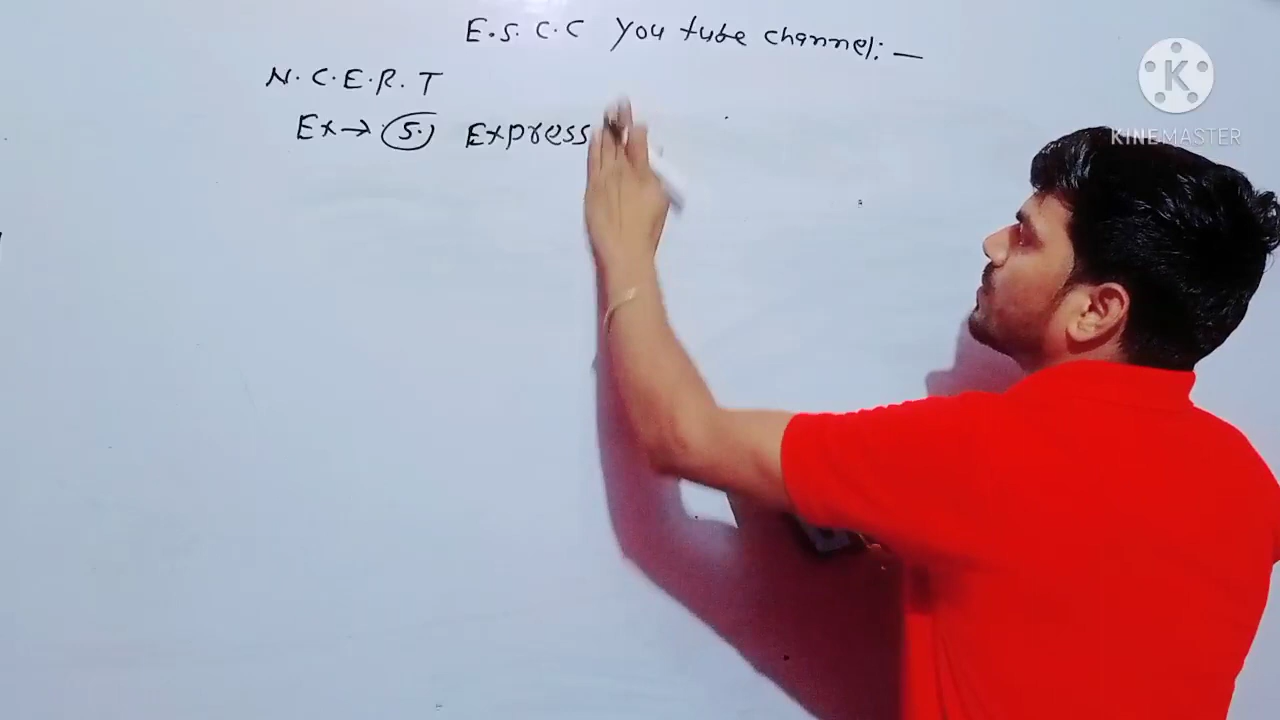 E.S.C.C You tube channel:—
N.C.E.R.T
Ex→ (5.) Express
K
KINEMASTER